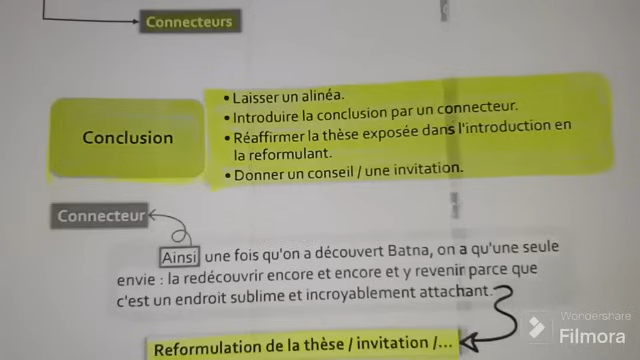 Connecteurs
Conclusion
• Laisser un alinéa.
• Introduire la conclusion par un connecteur.
• Réaffirmer la thèse exposée dans l'introduction en
la reformulant.
• Donner un conseil / une invitation.
Connecteur
Ainsi une fois qu'on a découvert Batna, on a qu'une seule
envie : la redécouvrir encore et encore et y revenir parce que
c'est un endroit sublime et incroyablement attachant.
Reformulation de la thèse / invitation /...
Wondershare
Filmora